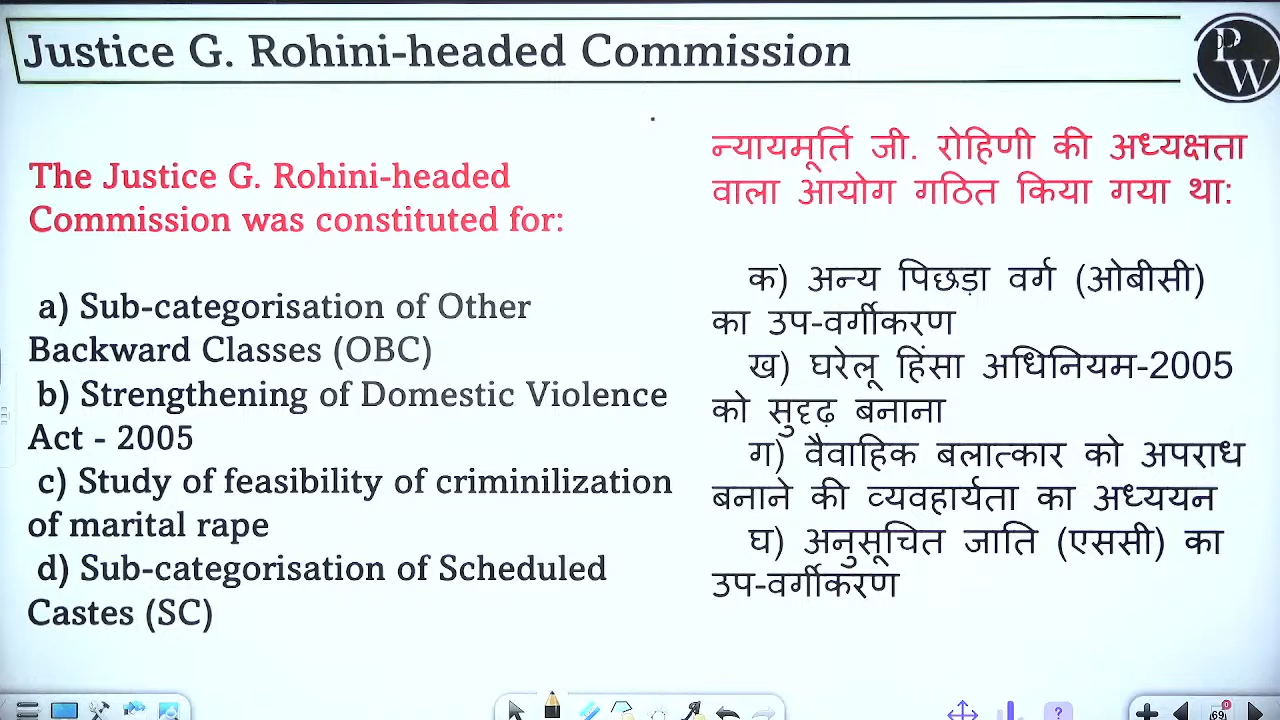 Justice G. Rohini-headed Commission
PW
The Justice G. Rohini-headed
Commission was constituted for:
a) Sub-categorisation of Other
Backward Classes (OBC)
b) Strengthening of Domestic Violence
Act - 2005
c) Study of feasibility of criminilization
of marital rape
d) Sub-categorisation of Scheduled
Castes (SC)
न्यायमूर्ति जी. रोहिणी की अध्यक्षता
वाला आयोग गठित किया गया था:
क) अन्य पिछड़ा वर्ग (ओबीसी)
का उप-वर्गीकरण
ख) घरेलू हिंसा अधिनियम-2005
को सुदृढ़ बनाना
ग) वैवाहिक बलात्कार को अपराध
बनाने की व्यवहार्यता का अध्ययन
घ) अनुसूचित जाति (एससी) का
उप-वर्गीकरण
69